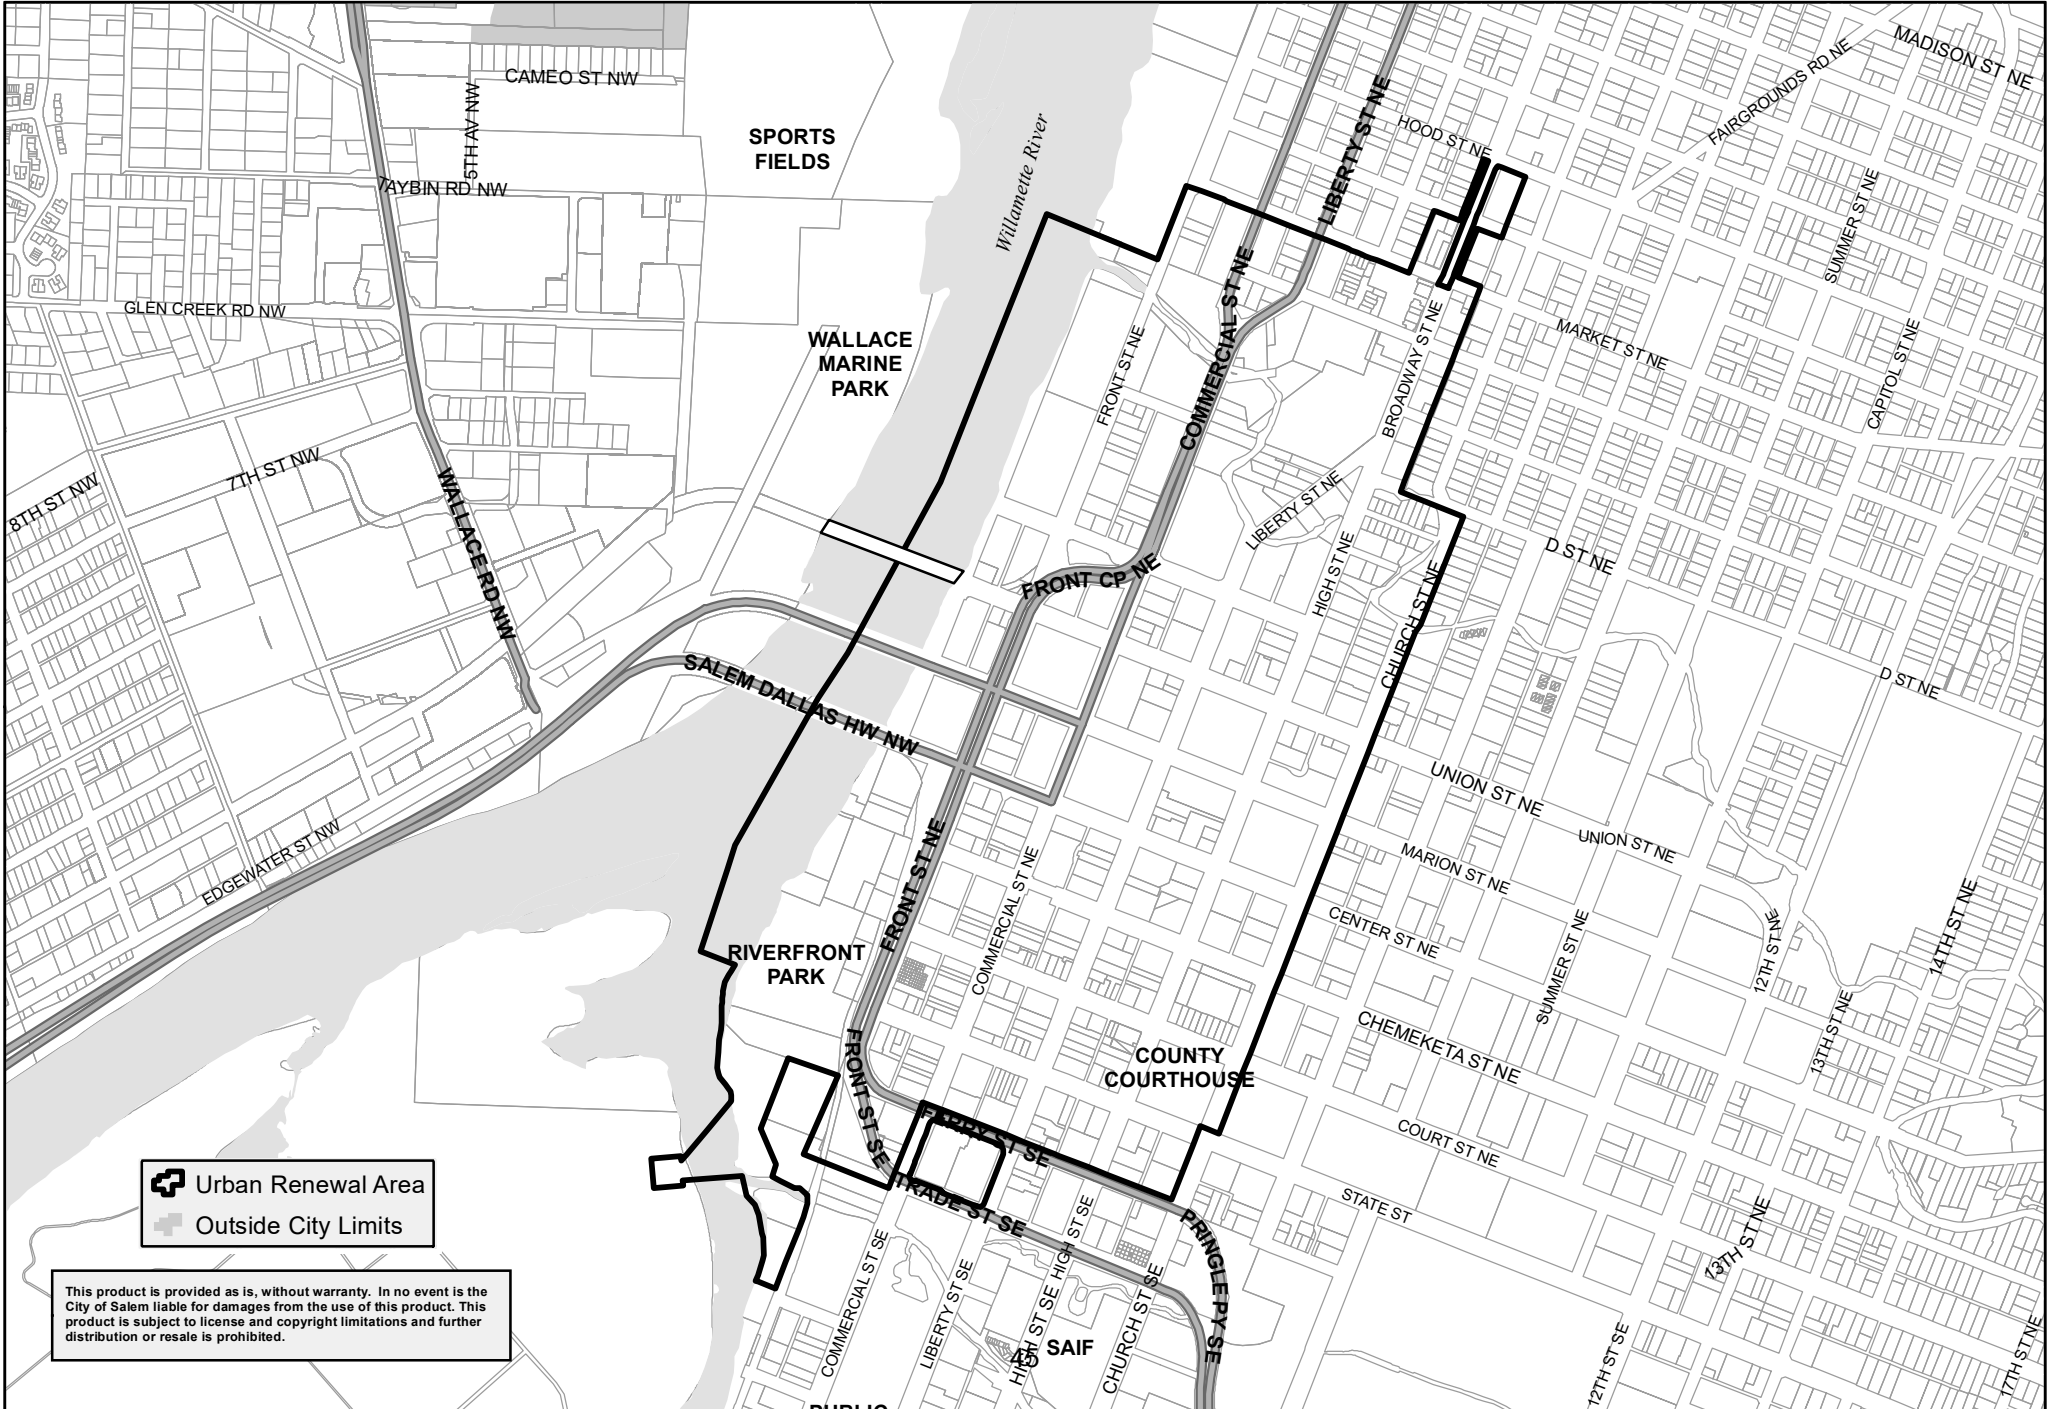 MADISON ST NE
FAIRGROUNDS RD NE
CAMEO ST NW
5TH AV NW
LIBERTY ST NE
HOOD ST NE
SPORTS
FIELDS
Willamette River
TAYBIN RD NW
SUMMER ST NE
GLEN CREEK RD NW
COMMERCIAL ST NE
MARKET ST NE
WALLACE
MARINE
PARK
FRONT ST NE
BROADWAY ST NE
CAPITOL ST NE
7TH ST NW
8TH ST NW
WALLACE RD NW
LIBERTY ST NE
D ST NE
FRONT CP NE
HIGH ST NE
CHURCH ST NE
D ST NE
SALEM DALLAS HW NW
UNION ST NE
UNION ST NE
EDGEWATER ST NW
FRONT ST NE
COMMERCIAL ST NE
MARION ST NE
CENTER ST NE
SUMMER ST NE
12TH ST NE
14TH ST NE
RIVERFRONT
PARK
13TH ST NE
CHEMEKETA ST NE
COUNTY
COURTHOUSE
FRONT ST SE
FERRY ST SE
COURT ST NE
STATE ST
TRADE ST SE
PRINGLE PY SE
13TH ST NE
Urban Renewal Area
Outside City Limits
COMMERCIAL ST SE
LIBERTY ST SE
HIGH ST SE
HIGH ST SE
CHURCH ST SE
This product is provided as is, without warranty. In no event is the
City of Salem liable for damages from the use of this product. This
product is subject to license and copyright limitations and further
distribution or resale is prohibited.
SAIF
45
12TH ST SE
17TH ST NE
PUBLIC